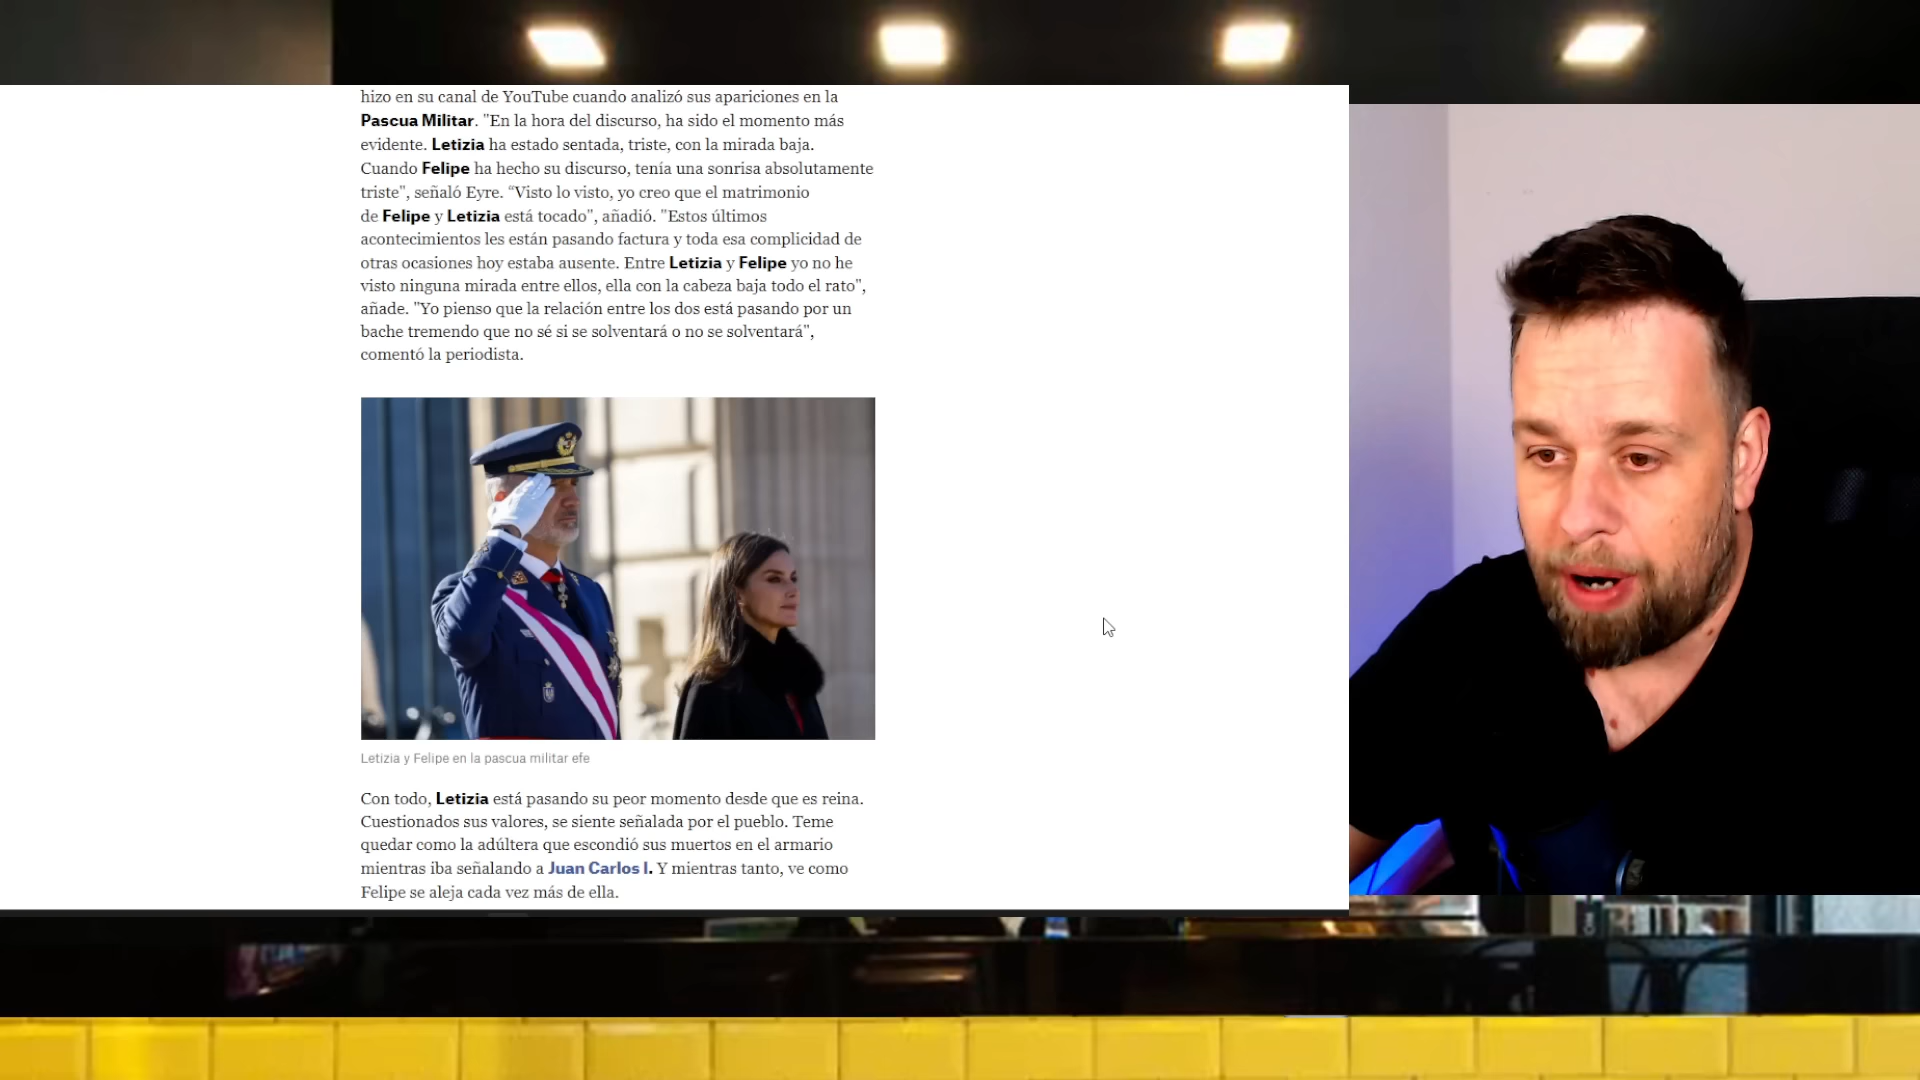 hizo en su canal de YouTube cuando analizó sus apariciones en la
Pascua Militar. "En la hora del discurso, ha sido el momento más
evidente. Letizia ha estado sentada, triste, con la mirada baja.
Cuando Felipe ha hecho su discurso, tenía una sonrisa absolutamente
triste", señaló Eyre. “Visto lo visto, yo creo que el matrimonio
de Felipe y Letizia está tocado”, añadió. "Estos últimos
acontecimientos les están pasando factura y toda esa complicidad de
otras ocasiones hoy estaba ausente. Entre Letizia y Felipe yo no he
visto ninguna mirada entre ellos, ella con la cabeza baja todo el rato",
añade. "Yo pienso que la relación entre los dos está pasando por un
bache tremendo que no sé si se solventará o no se solventará",
comentó la periodista.
Letizia y Felipe en la pascua militar efe
Con todo, Letizia está pasando su peor momento desde que es reina.
Cuestionados sus valores, se siente señalada por el pueblo. Teme
quedar como la adúltera que escondió sus muertos en el armario
mientras iba señalando a Juan Carlos I. Y mientras tanto, ve como
Felipe se aleja cada vez más de ella.